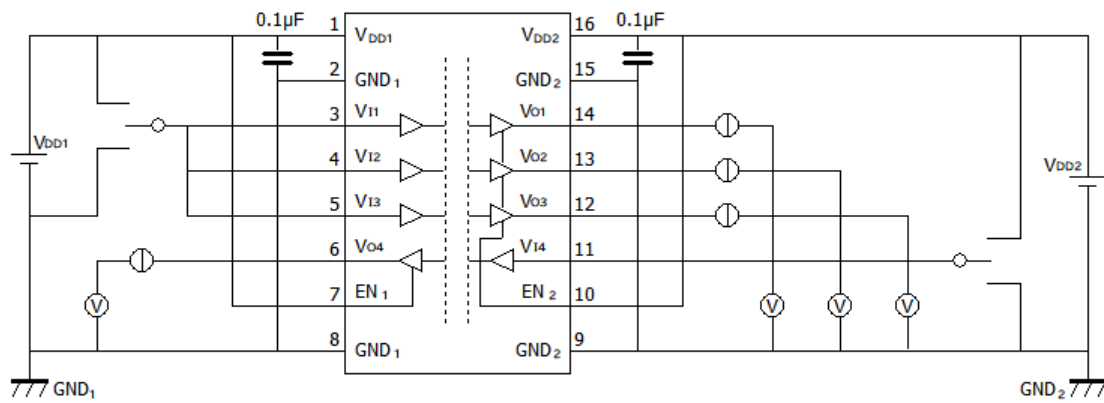 0.1µF
0.1µF
1 VDD1 VDD2 16
2 GND1 GND2 15
3 VI1 VO1 14
4 VI2 VO2 13
VDD1
VDD2
5 VI3 VO3 12
6 VO4 VI4 11
7 EN1 EN2 10
V V V V
8 GND1 GND2 9
GND1
GND2